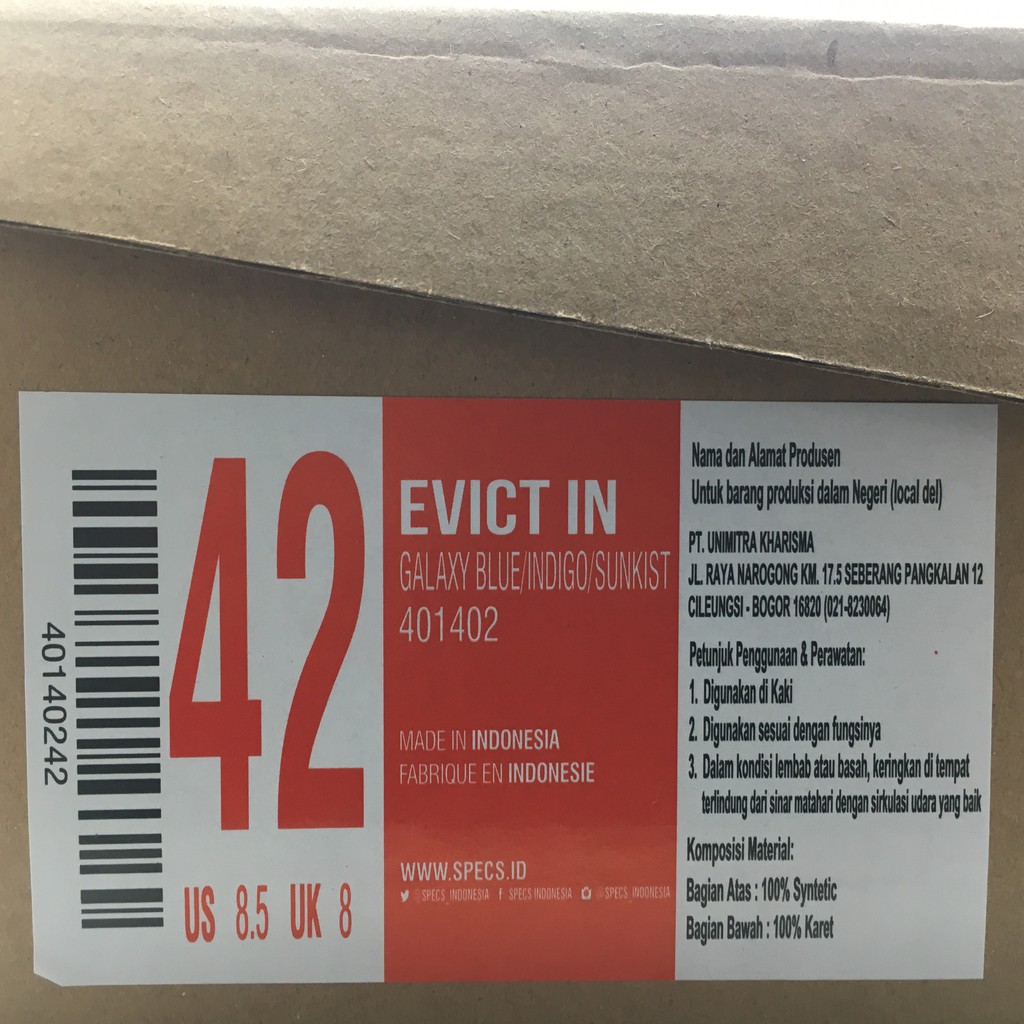 401402442
42
US 8.5 UK 8
EVICT IN
GALAXY BLUE/INDIGO/SUNKIST
401402
MADE IN INDONESIA
FABRIQUE EN INDONESIE
WWW.SPECS.ID
@SPECS_INDONESIA f SPECS INDONESIA @SPECS_INDONESIA
Nama dan Alamat Produsen
Untuk barang produksi dalam Negeri (local del)
PT. UNIMITRA KHARISMA
JL. RAYA NAROGONG KM. 17.5 SEBERANG PANGKALAN 12
CILEUNGSI - BOGOR 16820 (021-8230064)
Petunjuk Penggunaan & Perawatan:
1. Digunakan di Kaki
2. Digunakan sesuai dengan fungsinya
3. Dalam kondisi lembab atau basah, keringkan di tempat
terlindung dari sinar matahari dengan sirkulasi udara yang baik
Komposisi Material:
Bagian Atas : 100% Syntetic
Bagian Bawah : 100% Karet